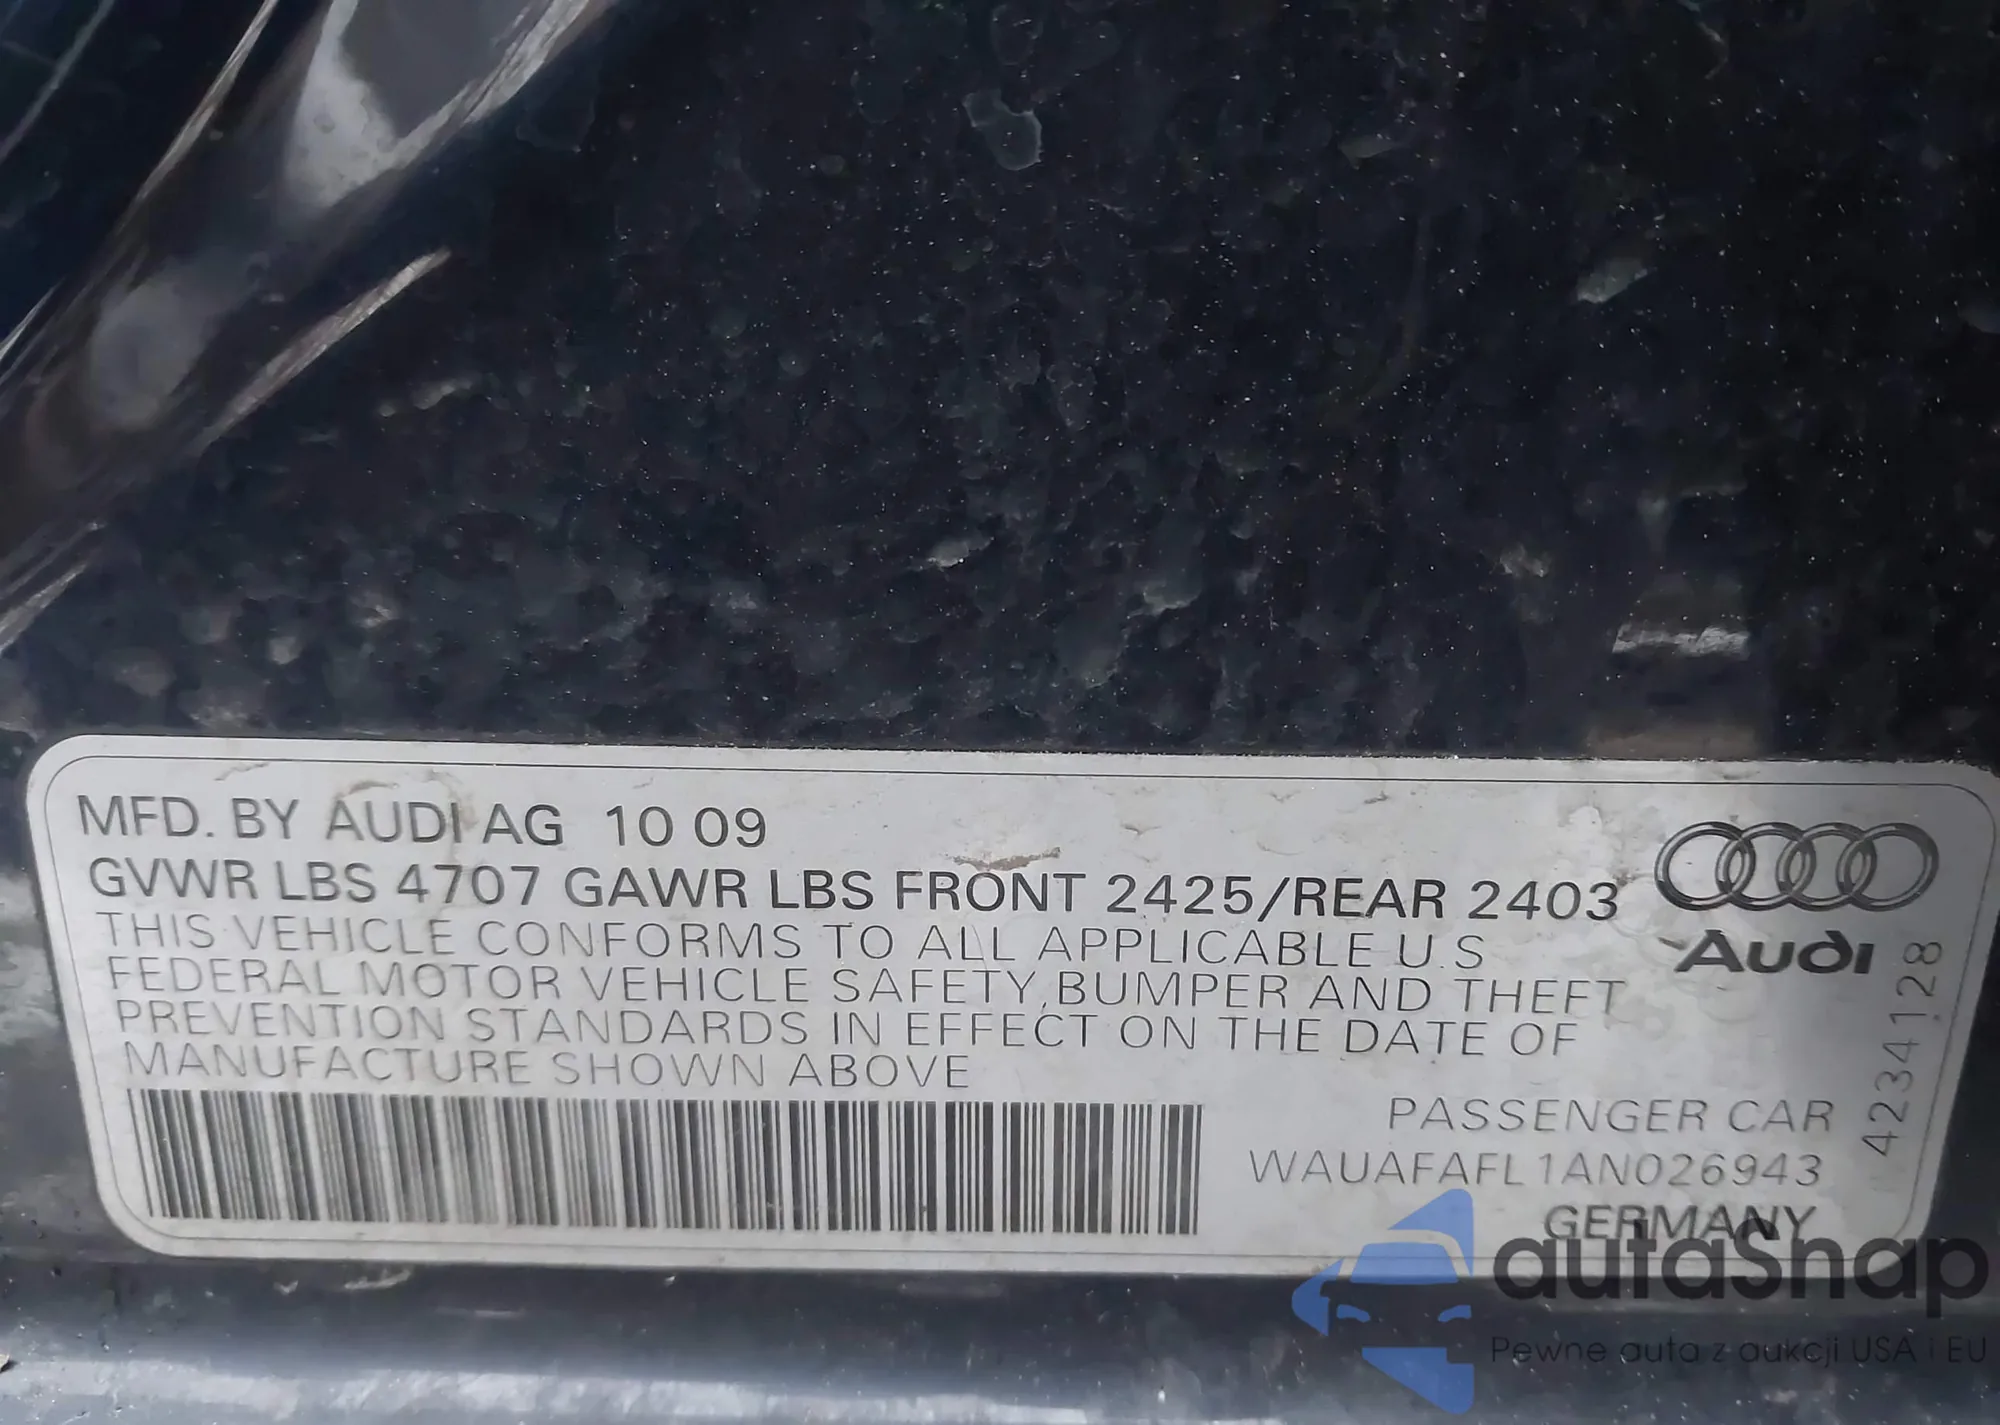 MFD. BY AUDI AG 10 09
GVWR LBS 4707 GAWR LBS FRONT 2425/REAR 2403
THIS VEHICLE CONFORMS TO ALL APPLICABLE U.S
FEDERAL MOTOR VEHICLE SAFETY,BUMPER AND THEFT
PREVENTION STANDARDS IN EFFECT ON THE DATE OF
MANUFACTURE SHOWN ABOVE
Audi
4234128
PASSENGER CAR
WAUAFAFL1AN026943
GERMANY
autaSnap
Pewne auta z aukcji USA i EU